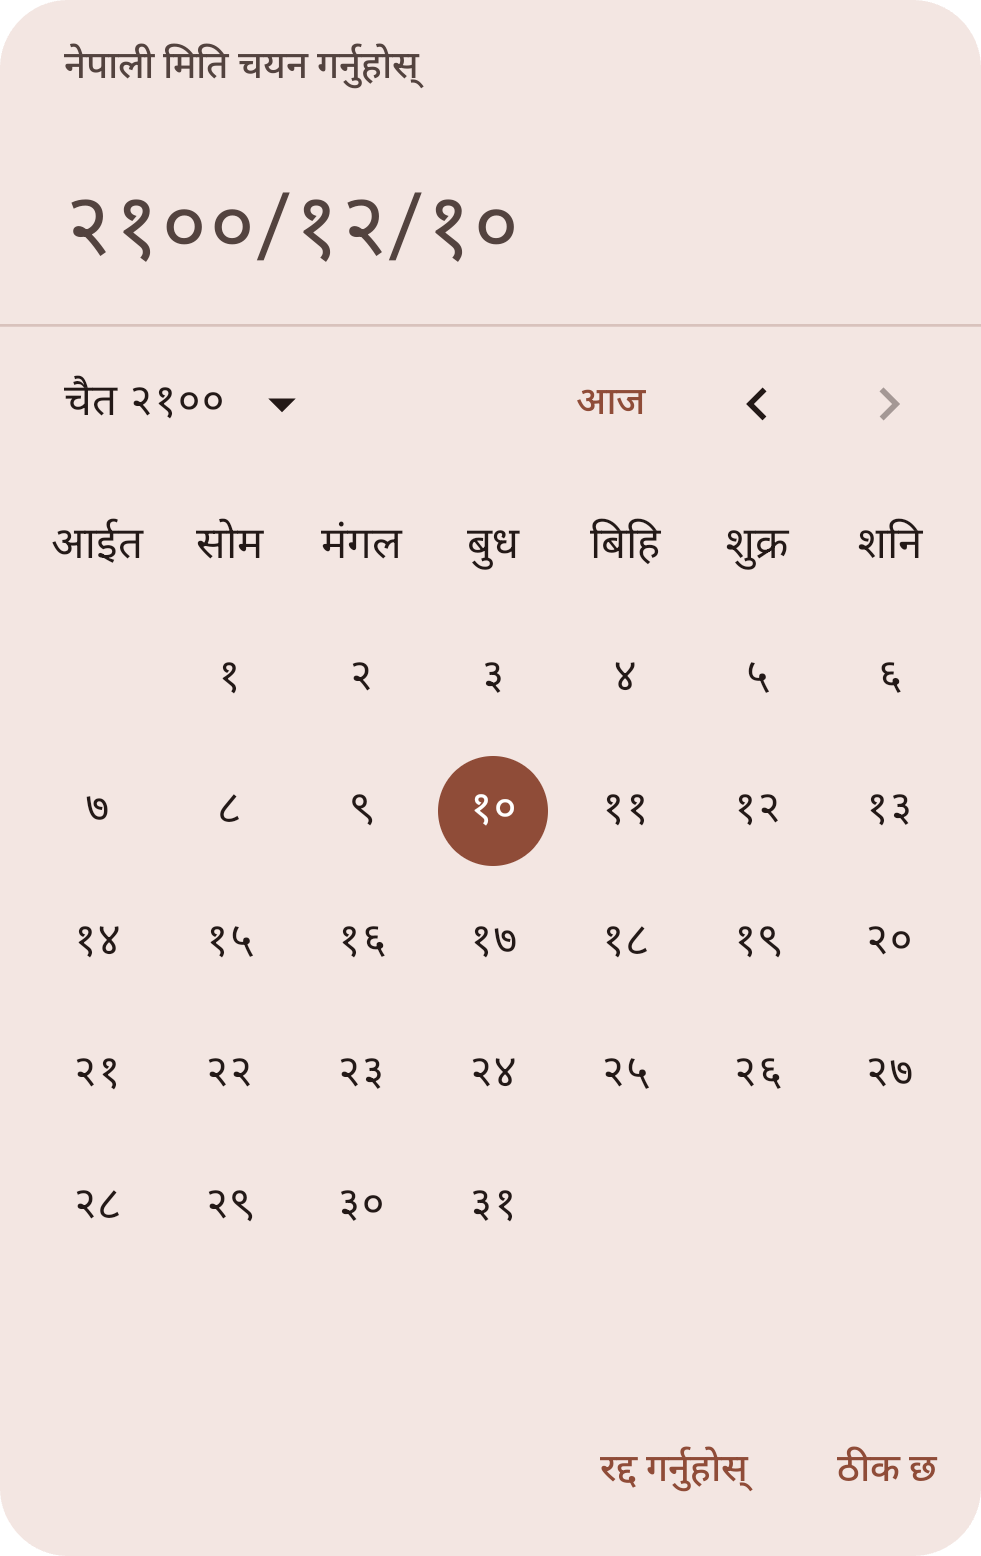 नेपाली मिति चयन गर्नुहोस्
२१००/१२/१०
चैत २१०० आज
आईत सोम मंगल बुध बिहि शुक्र शनि
१ २ ३ ४ ५ ६
७ ८ ९ १० ११ १२ १३
१४ १५ १६ १७ १८ १९ २०
२१ २२ २३ २४ २५ २६ २७
२८ २९ ३० ३१
रद्द गर्नुहोस् ठीक छ